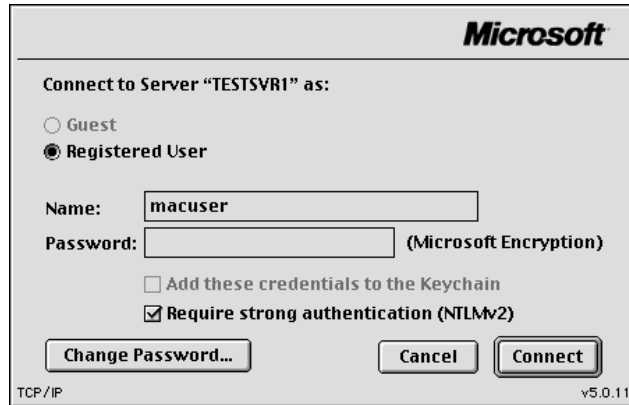 Microsoft
Connect to Server “TESTSVR1” as:
Guest
Registered User
Name: macuser
Password: (Microsoft Encryption)
Add these credentials to the Keychain
Require strong authentication (NTLMv2)
Change Password... Cancel Connect
TCP/IP v5.0.11